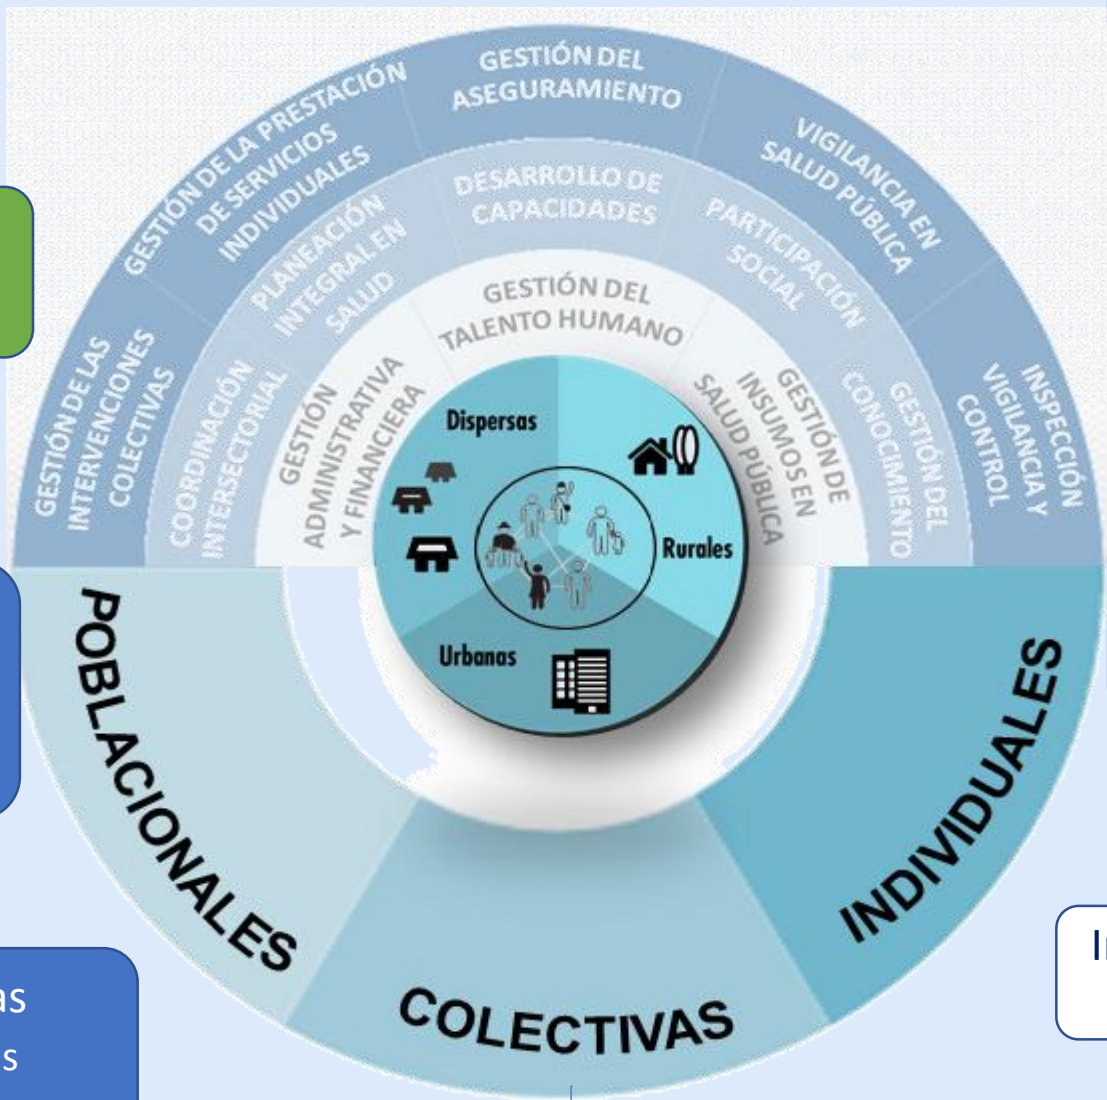 GESTIÓN DE LAS
INTERVENCIONES
COLECTIVAS
GESTIÓN DE LA PRESTACIÓN
DE SERVICIOS
INDIVIDUALES
GESTIÓN DEL
ASEGURAMIENTO
VIGILANCIA EN
SALUD PÚBLICA
INSPECCIÓN
VIGILANCIA Y
CONTROL
COORDINACIÓN
INTERSECTORIAL
PLANEACIÓN
INTEGRAL EN
SALUD
DESARROLLO DE
CAPACIDADES
PARTICIPACIÓN
SOCIAL
GESTIÓN DEL
CONOCIMIENTO
GESTIÓN
ADMINISTRATIVA
Y FINANCIERA
GESTIÓN DEL
TALENTO HUMANO
GESTIÓN DE
INSUMOS EN
SALUD PÚBLICA
Dispersas
Rurales
Urbanas
POBLACIONALES
COLECTIVAS
INDIVIDUALES
as
s